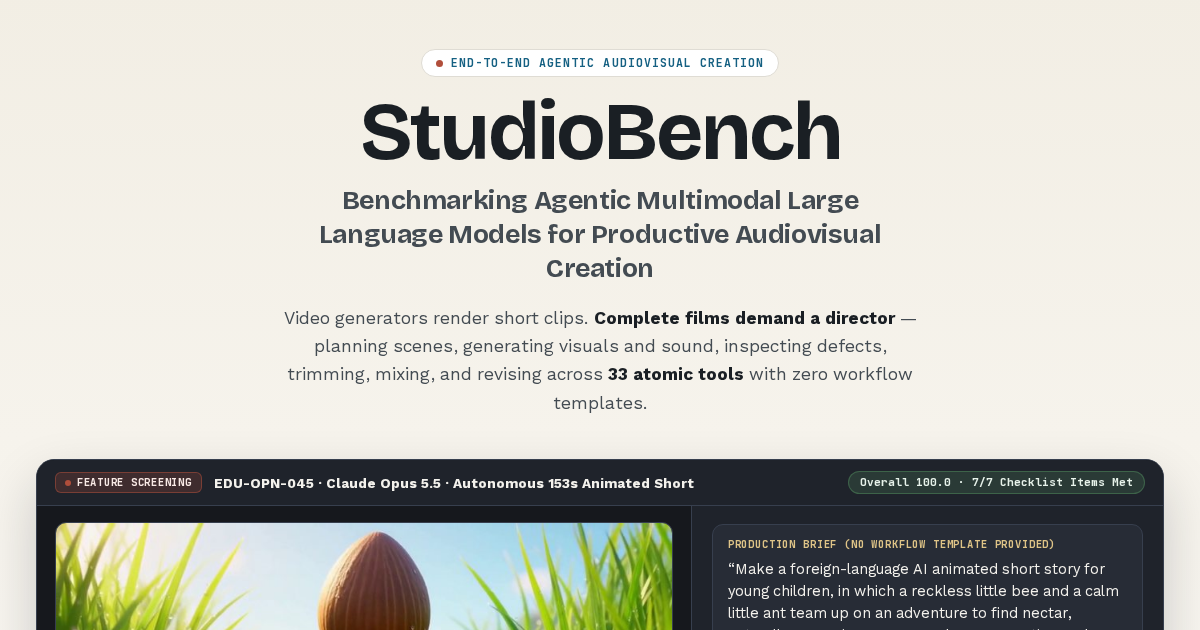 END-TO-END AGENTIC AUDIOVISUAL CREATION
StudioBench
Benchmarking Agentic Multimodal Large
Language Models for Productive Audiovisual
Creation
Video generators render short clips. Complete films demand a director —
planning scenes, generating visuals and sound, inspecting defects,
trimming, mixing, and revising across 33 atomic tools with zero workflow
templates.
FEATURE SCREENING EDU-OPN-045 · Claude Opus 5.5 · Autonomous 153s Animated Short Overall 100.0 · 7/7 Checklist Items Met
PRODUCTION BRIEF (NO WORKFLOW TEMPLATE PROVIDED)
“Make a foreign-language AI animated short story for
young children, in which a reckless little bee and a calm
little ant team up on an adventure to find nectar,